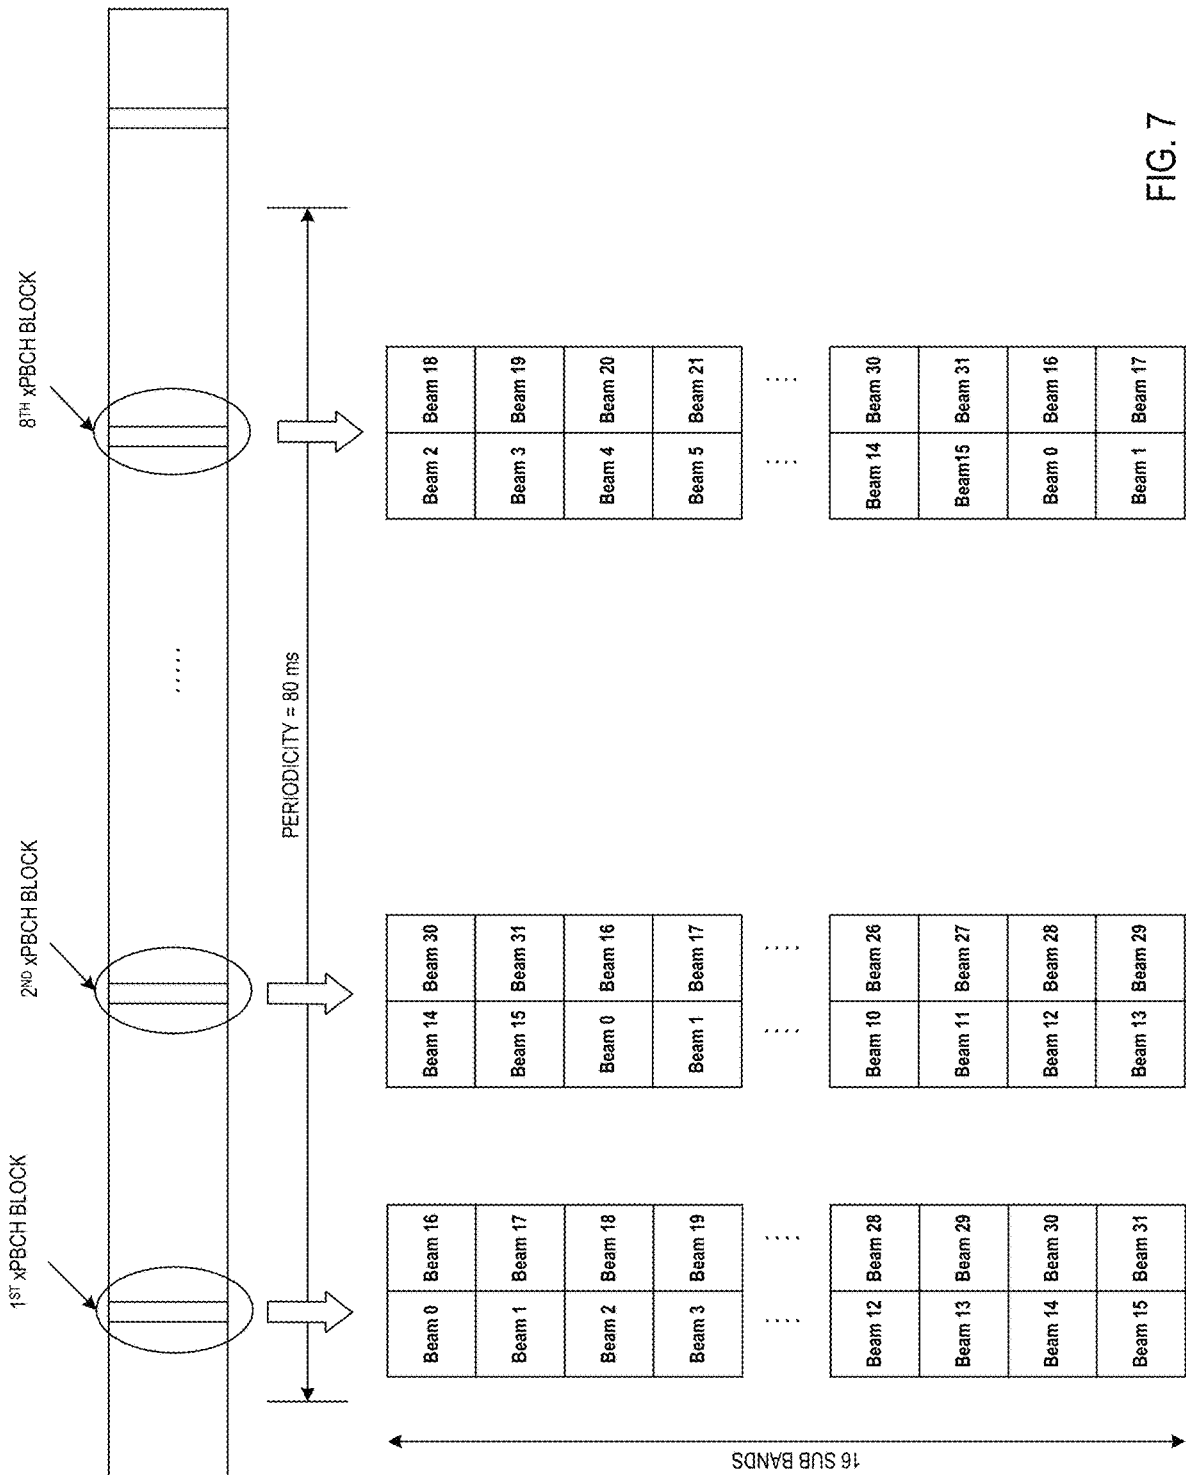 1ST xPBCH BLOCK
2ND xPBCH BLOCK
8TH xPBCH BLOCK
.....
PERIODICITY = 80 ms
16 SUB BANDS
Beam 0 Beam 16
Beam 1 Beam 17
Beam 2 Beam 18
Beam 3 Beam 19
....  ....
Beam 12 Beam 28
Beam 13 Beam 29
Beam 14 Beam 30
Beam 15 Beam 31
Beam 14 Beam 30
Beam 15 Beam 31
Beam 0 Beam 16
Beam 1 Beam 17
....  ....
Beam 10 Beam 26
Beam 11 Beam 27
Beam 12 Beam 28
Beam 13 Beam 29
Beam 2 Beam 18
Beam 3 Beam 19
Beam 4 Beam 20
Beam 5 Beam 21
....  ....
Beam 14 Beam 30
Beam15 Beam 31
Beam 0 Beam 16
Beam 1 Beam 17
FIG. 7